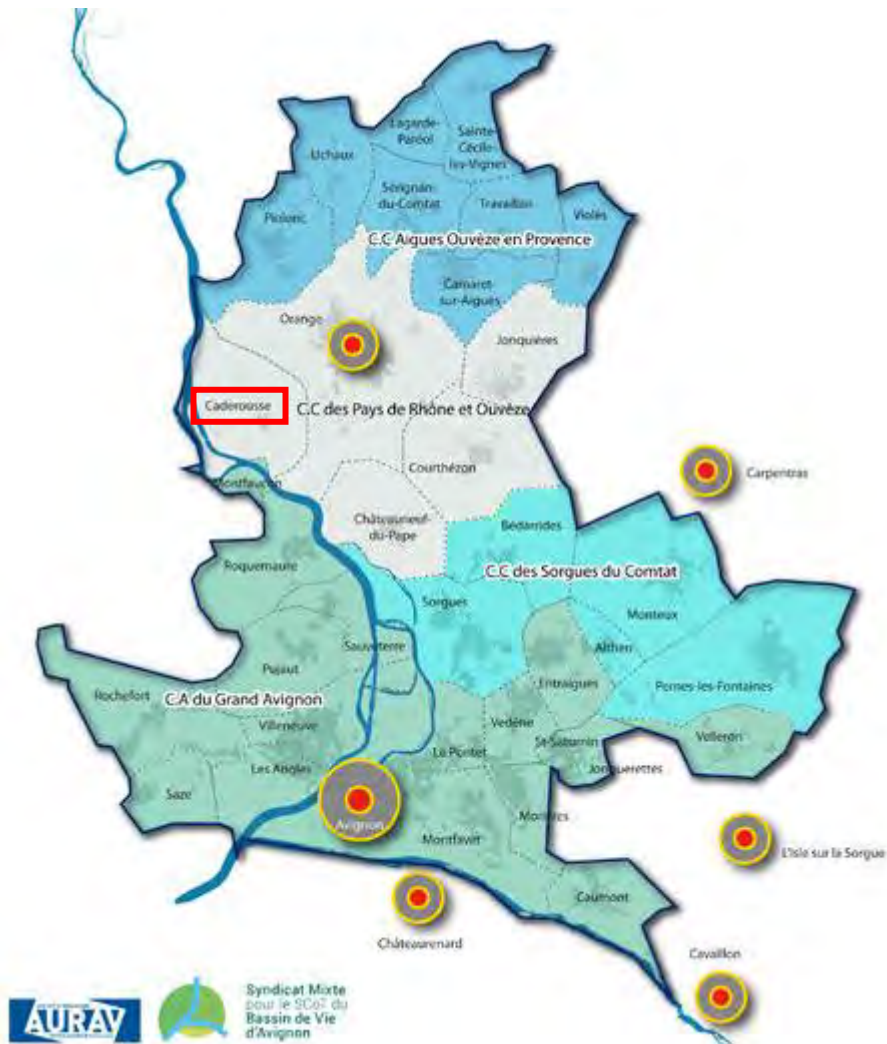 Lagarde-
Paréol
Sainte-
Cécile-
les-Vignes
Uchaux
Sérignan-
du-Comtat
Travaillan
Violès
Piolenc
C.C Aigues Ouvèze en Provence
Camaret-
sur-Aigues
Orange
Jonquières
Caderousse
C.C des Pays de Rhône et Ouvèze
Courthézon
Carpentras
Montfaucon
Châteauneuf-
du-Pape
Bédarrides
Roquemaure
C.C des Sorgues du Comtat
Sorgues
Monteux
Althen
Sauveterre
Pujaut
Entraigues
Pernes-les-Fontaines
Rochefort
C.A du Grand Avignon
Villeneuve
Vedène
Velleron
Le Pontet
St-Saturnin
Les Angles
Jonquerettes
Saze
Morières
Avignon
Montfavet
L'Isle sur la Sorgue
Caumont
Châteaurenard
Cavaillon
AURAV
Syndicat Mixte
pour le SCoT du
Bassin de Vie
d'Avignon